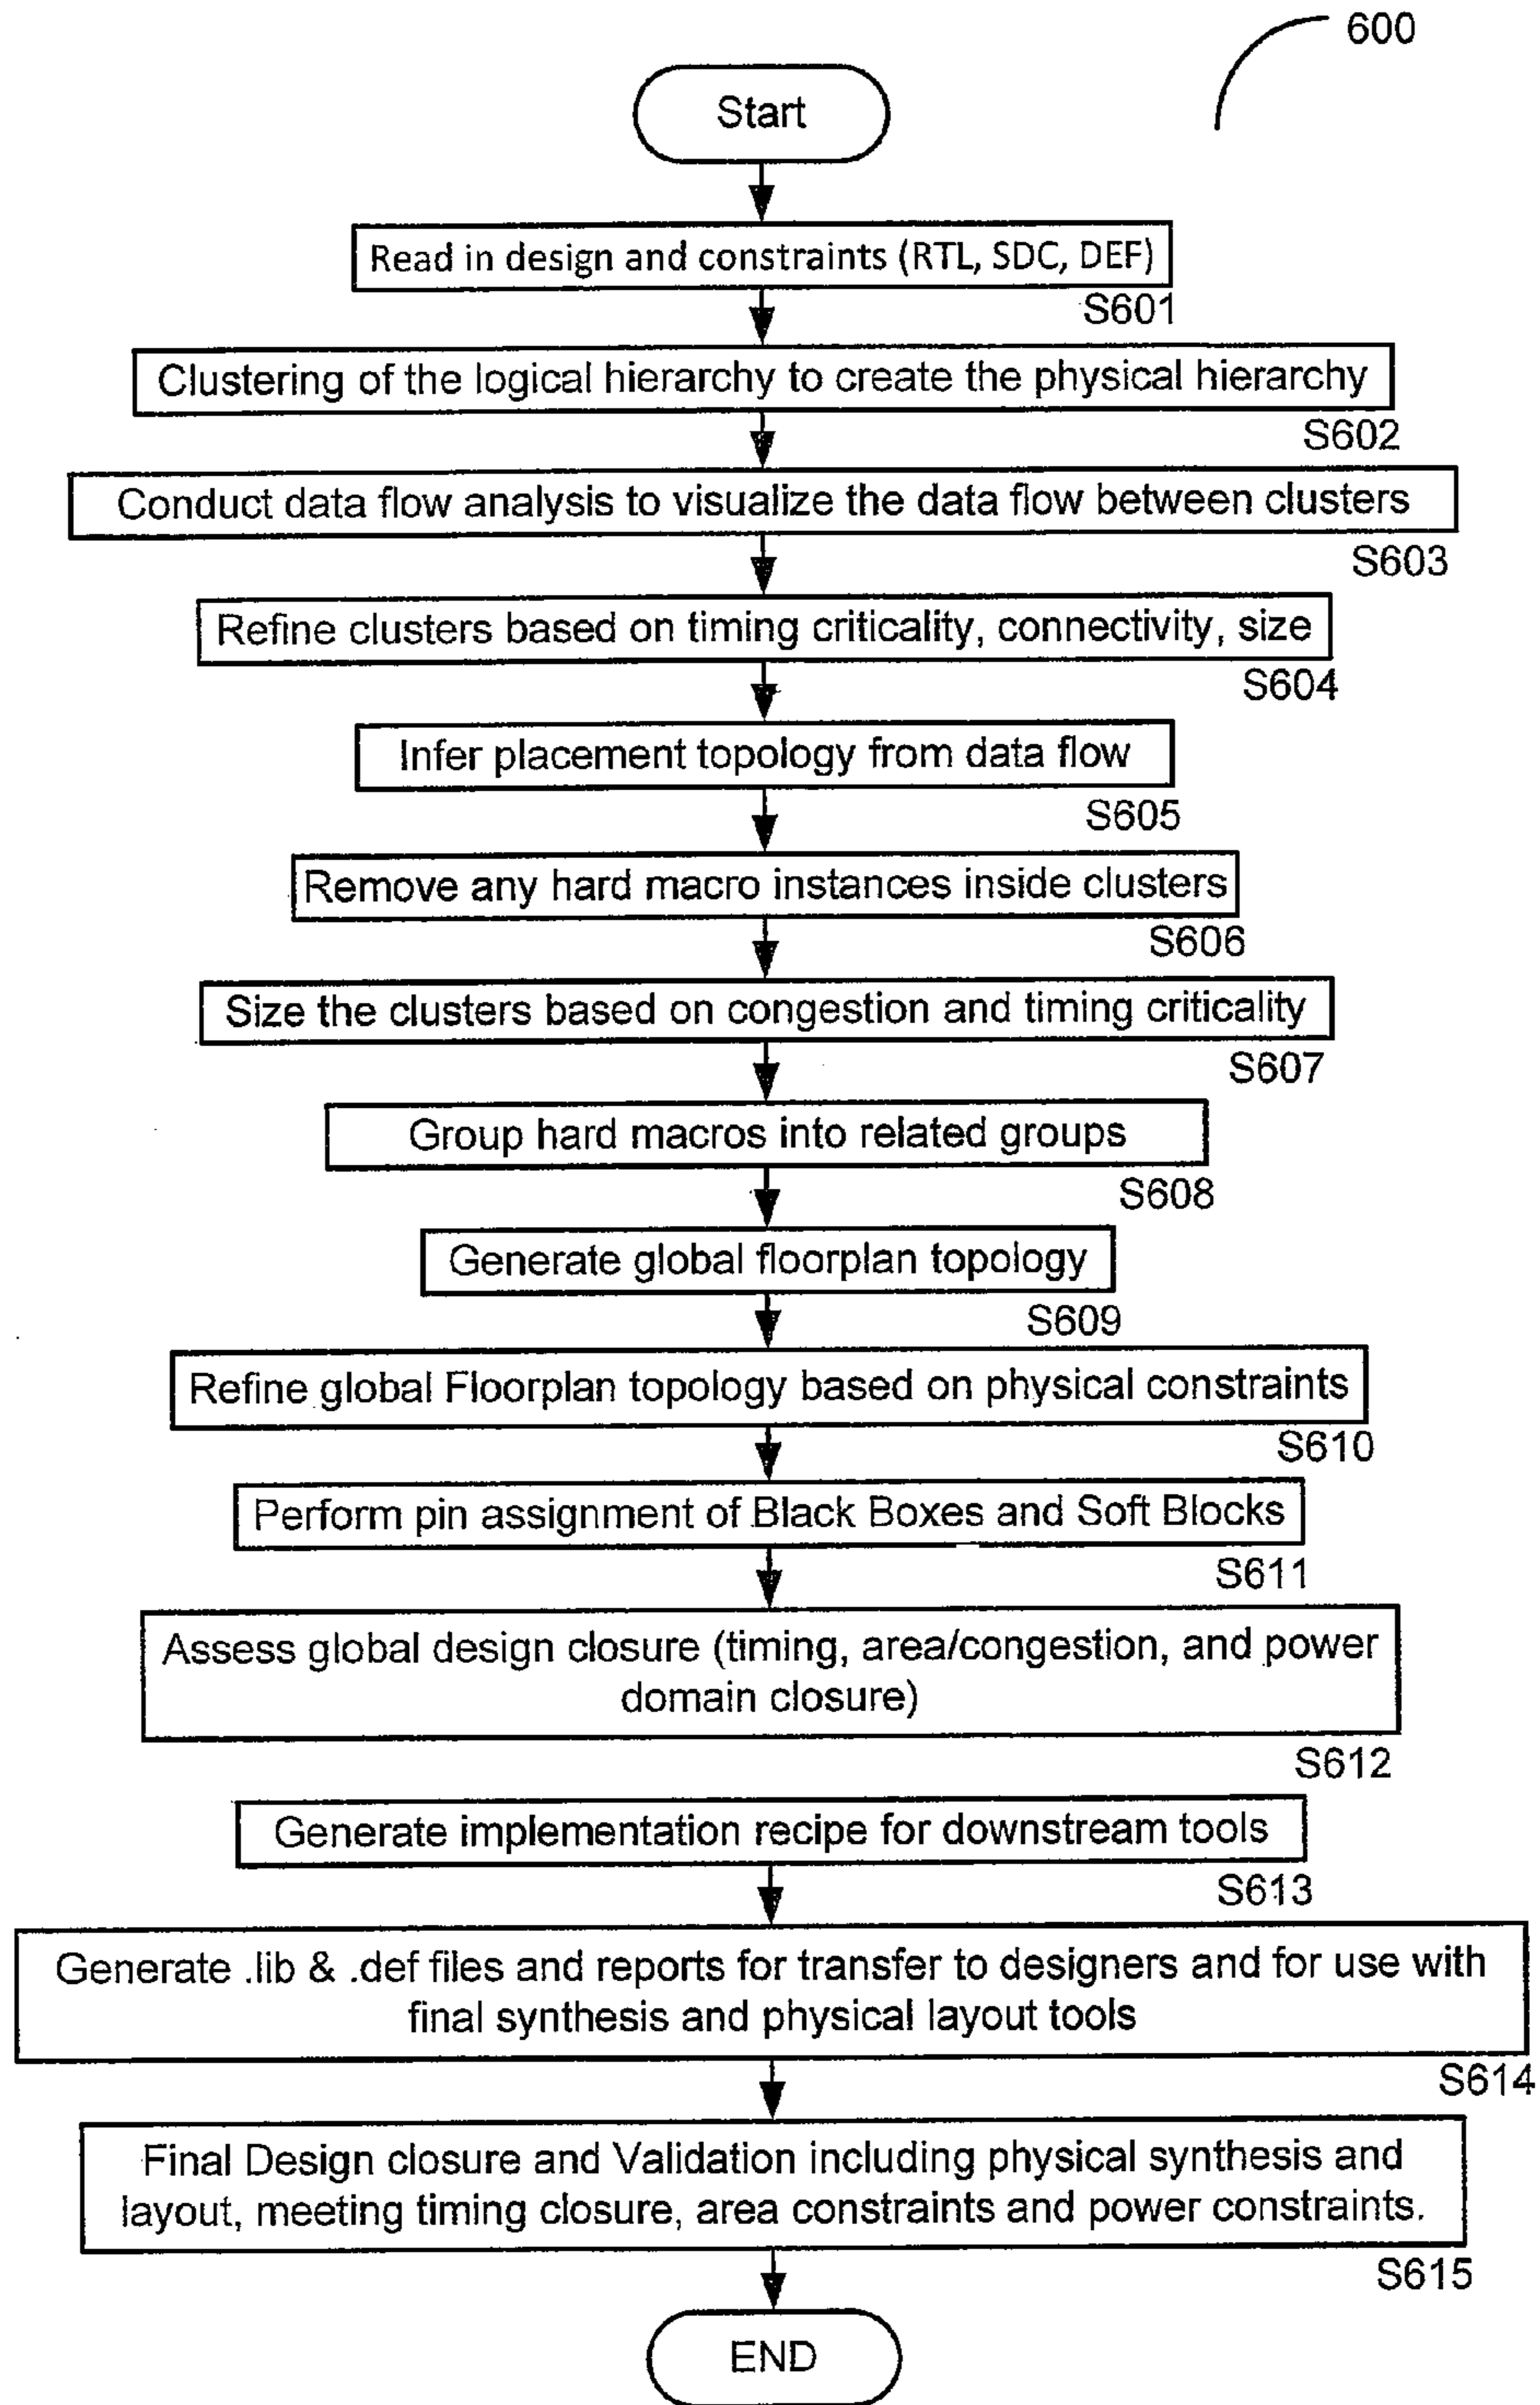 600
Start
Read in design and constraints (RTL, SDC, DEF)
S601
Clustering of the logical hierarchy to create the physical hierarchy
S602
Conduct data flow analysis to visualize the data flow between clusters
S603
Refine clusters based on timing criticality, connectivity, size
S604
Infer placement topology from data flow
S605
Remove any hard macro instances inside clusters
S606
Size the clusters based on congestion and timing criticality
S607
Group hard macros into related groups
S608
Generate global floorplan topology
S609
Refine global Floorplan topology based on physical constraints
S610
Perform pin assignment of Black Boxes and Soft Blocks
S611
Assess global design closure (timing, area/congestion, and power
domain closure)
S612
Generate implementation recipe for downstream tools
S613
Generate .lib & .def files and reports for transfer to designers and for use with
final synthesis and physical layout tools
S614
Final Design closure and Validation including physical synthesis and
layout, meeting timing closure, area constraints and power constraints.
S615
END